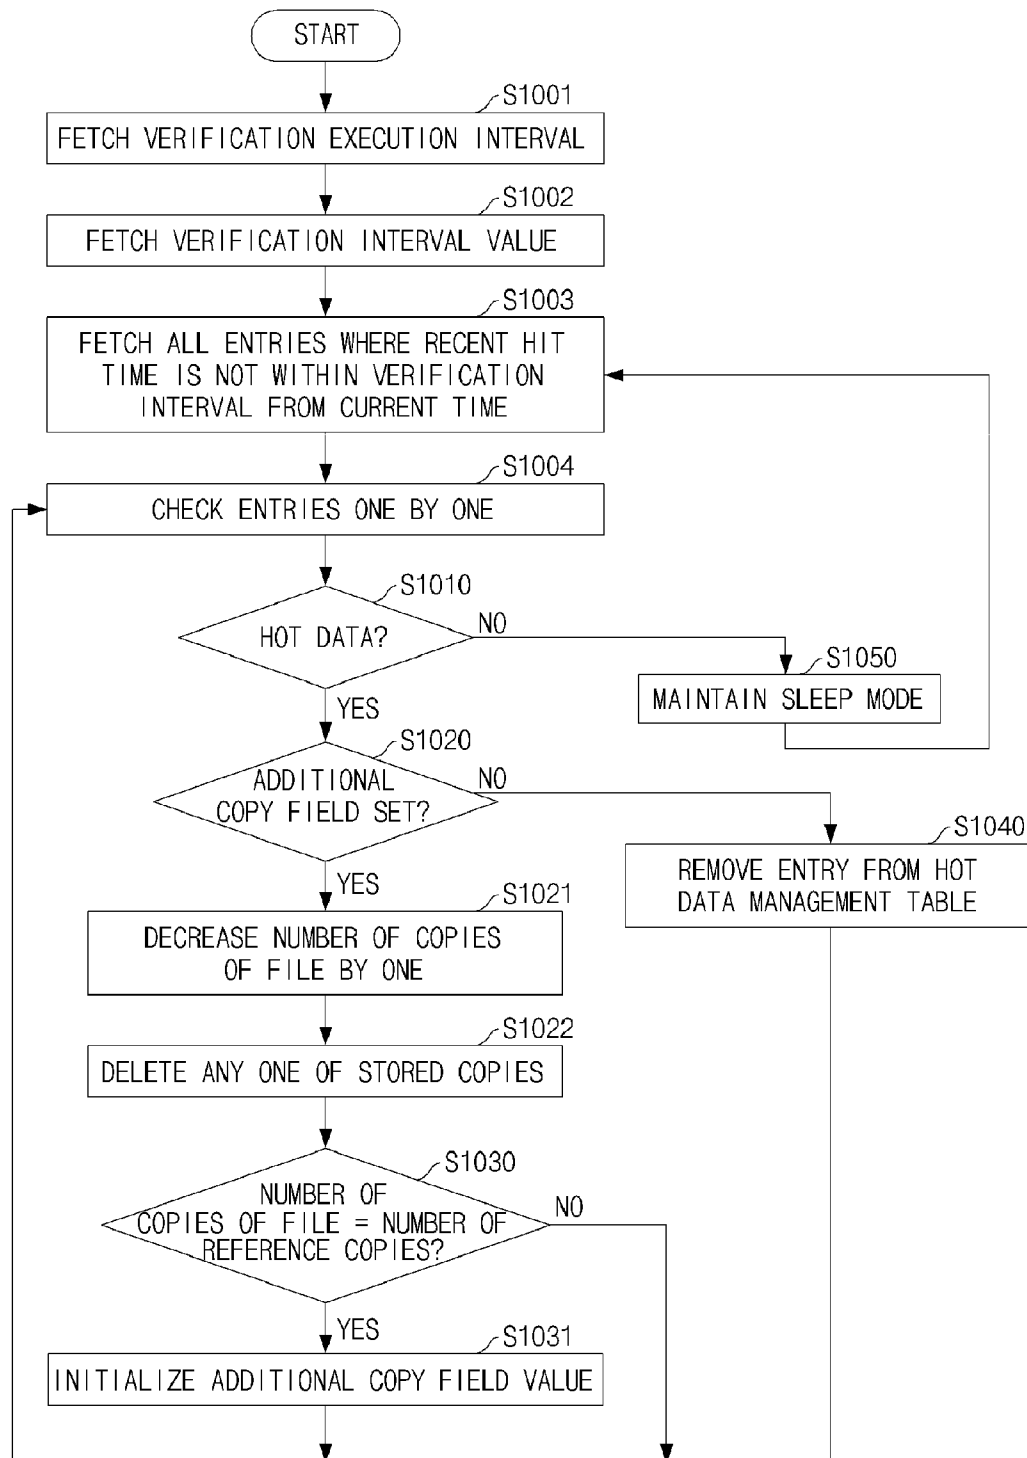 START
S1001
FETCH VERIFICATION EXECUTION INTERVAL
S1002
FETCH VERIFICATION INTERVAL VALUE
S1003
FETCH ALL ENTRIES WHERE RECENT HIT
TIME IS NOT WITHIN VERIFICATION
INTERVAL FROM CURRENT TIME
S1004
CHECK ENTRIES ONE BY ONE
S1010
HOT DATA?
NO
YES
S1050
MAINTAIN SLEEP MODE
S1020
ADDITIONAL
COPY FIELD SET?
NO
YES
S1040
REMOVE ENTRY FROM HOT
DATA MANAGEMENT TABLE
S1021
DECREASE NUMBER OF COPIES
OF FILE BY ONE
S1022
DELETE ANY ONE OF STORED COPIES
S1030
NUMBER OF
COPIES OF FILE = NUMBER OF
REFERENCE COPIES?
NO
YES
S1031
INITIALIZE ADDITIONAL COPY FIELD VALUE